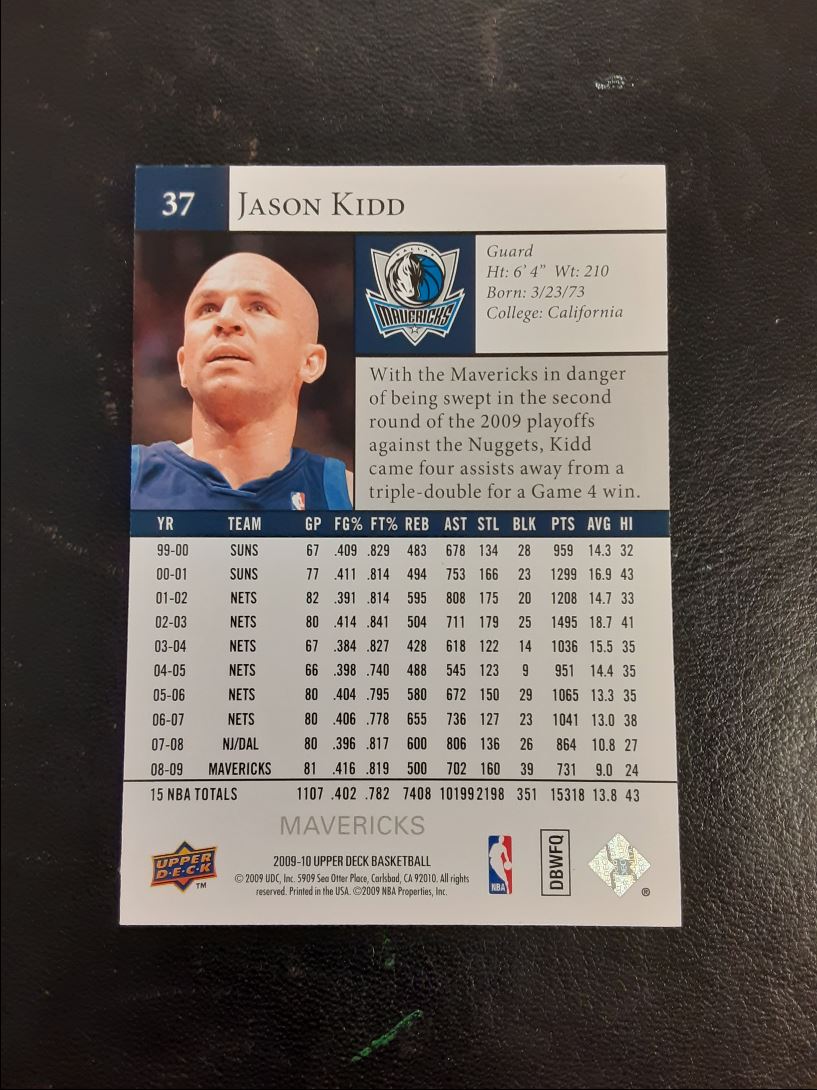 37 JASON KIDD
DALLAS
MAVERICKS
Guard
Ht: 6' 4" Wt: 210
Born: 3/23/73
College: California
With the Mavericks in danger
of being swept in the second
round of the 2009 playoffs
against the Nuggets, Kidd
came four assists away from a
triple-double for a Game 4 win.
YR TEAM GP FG% FT% REB AST STL BLK PTS AVG HI
99-00 SUNS 67 .409 .829 483 678 134 28 959 14.3 32
00-01 SUNS 77 .411 .814 494 753 166 23 1299 16.9 43
01-02 NETS 82 .391 .814 595 808 175 20 1208 14.7 33
02-03 NETS 80 .414 .841 504 711 179 25 1495 18.7 41
03-04 NETS 67 .384 .827 428 618 122 14 1036 15.5 35
04-05 NETS 66 .398 .740 488 545 123 9 951 14.4 35
05-06 NETS 80 .404 .795 580 672 150 29 1065 13.3 35
06-07 NETS 80 .406 .778 655 736 127 23 1041 13.0 38
07-08 NJ/DAL 80 .396 .817 600 806 136 26 864 10.8 27
08-09 MAVERICKS 81 .416 .819 500 702 160 39 731 9.0 24
15 NBA TOTALS 1107 .402 .782 7408 10199 2198 351 15318 13.8 43
MAVERICKS
UPPER
D·E·C·K
TM
2009-10 UPPER DECK BASKETBALL
© 2009 UDC, Inc. 5909 Sea Otter Place, Carlsbad, CA 92010. All rights
reserved. Printed in the USA. ©2009 NBA Properties, Inc.
NBA
DBWFQ
®